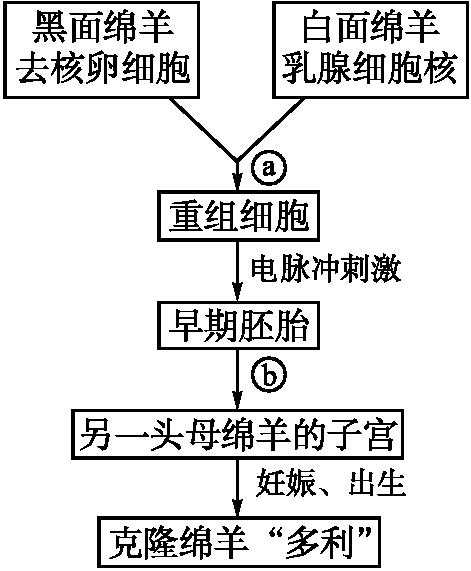 黑面绵羊
去核卵细胞
白面绵羊
乳腺细胞核
ⓐ
重组细胞
电脉冲刺激
早期胚胎
ⓑ
另一头母绵羊的子宫
妊娠、出生
克隆绵羊“多利”